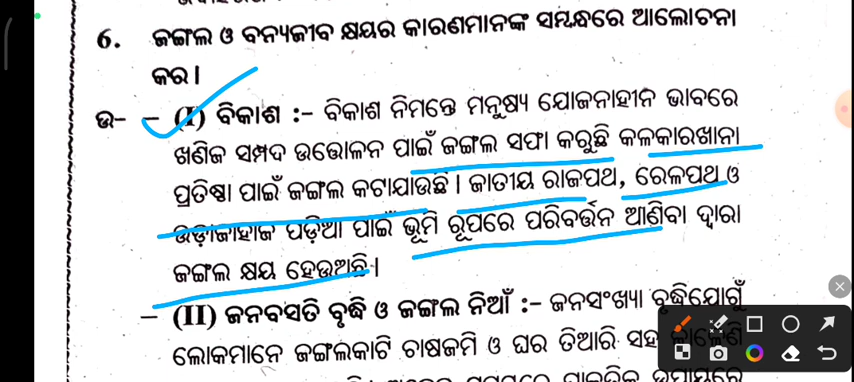 6. ଜଙ୍ଗଲ ଓ ବନ୍ୟଜୀବ କ୍ଷୟର କାରଣମାନଙ୍କ ସମ୍ବନ୍ଧରେ ଆଲୋଚନା
କର।
ଉ- – (I) ବିକାଶ :- ବିକାଶ ନିମନ୍ତେ ମନୁଷ୍ୟ ଯୋଜନାହୀନ ଭାବରେ
ଖଣିଜ ସମ୍ପଦ ଉତ୍ତୋଳନ ପାଇଁ ଜଙ୍ଗଲ ସଫା କରୁଛି କଳକାରଖାନା
ପ୍ରତିଷ୍ଠା ପାଇଁ ଜଙ୍ଗଲ କଟାଯାଉଛି। ଜାତୀୟ ରାଜପଥ, ରେଳପଥ ଓ
ଉଡ଼ାଜାହାଜ ପଡ଼ିଆ ପାଇଁ ଭୂମି ରୂପରେ ପରିବର୍ତ୍ତନ ଆଣିବା ଦ୍ୱାରା
ଜଙ୍ଗଲ କ୍ଷୟ ହେଉଅଛି।
– (II) ଜନବସତି ବୃଦ୍ଧି ଓ ଜଙ୍ଗଲ ନିଆଁ :- ଜନସଂଖ୍ୟା ବୃଦ୍ଧିଯୋଗୁଁ
ଲୋକମାନେ ଜଙ୍ଗଲକାଟି ଚାଷଜମି ଓ ଘର ତିଆରି ସହ